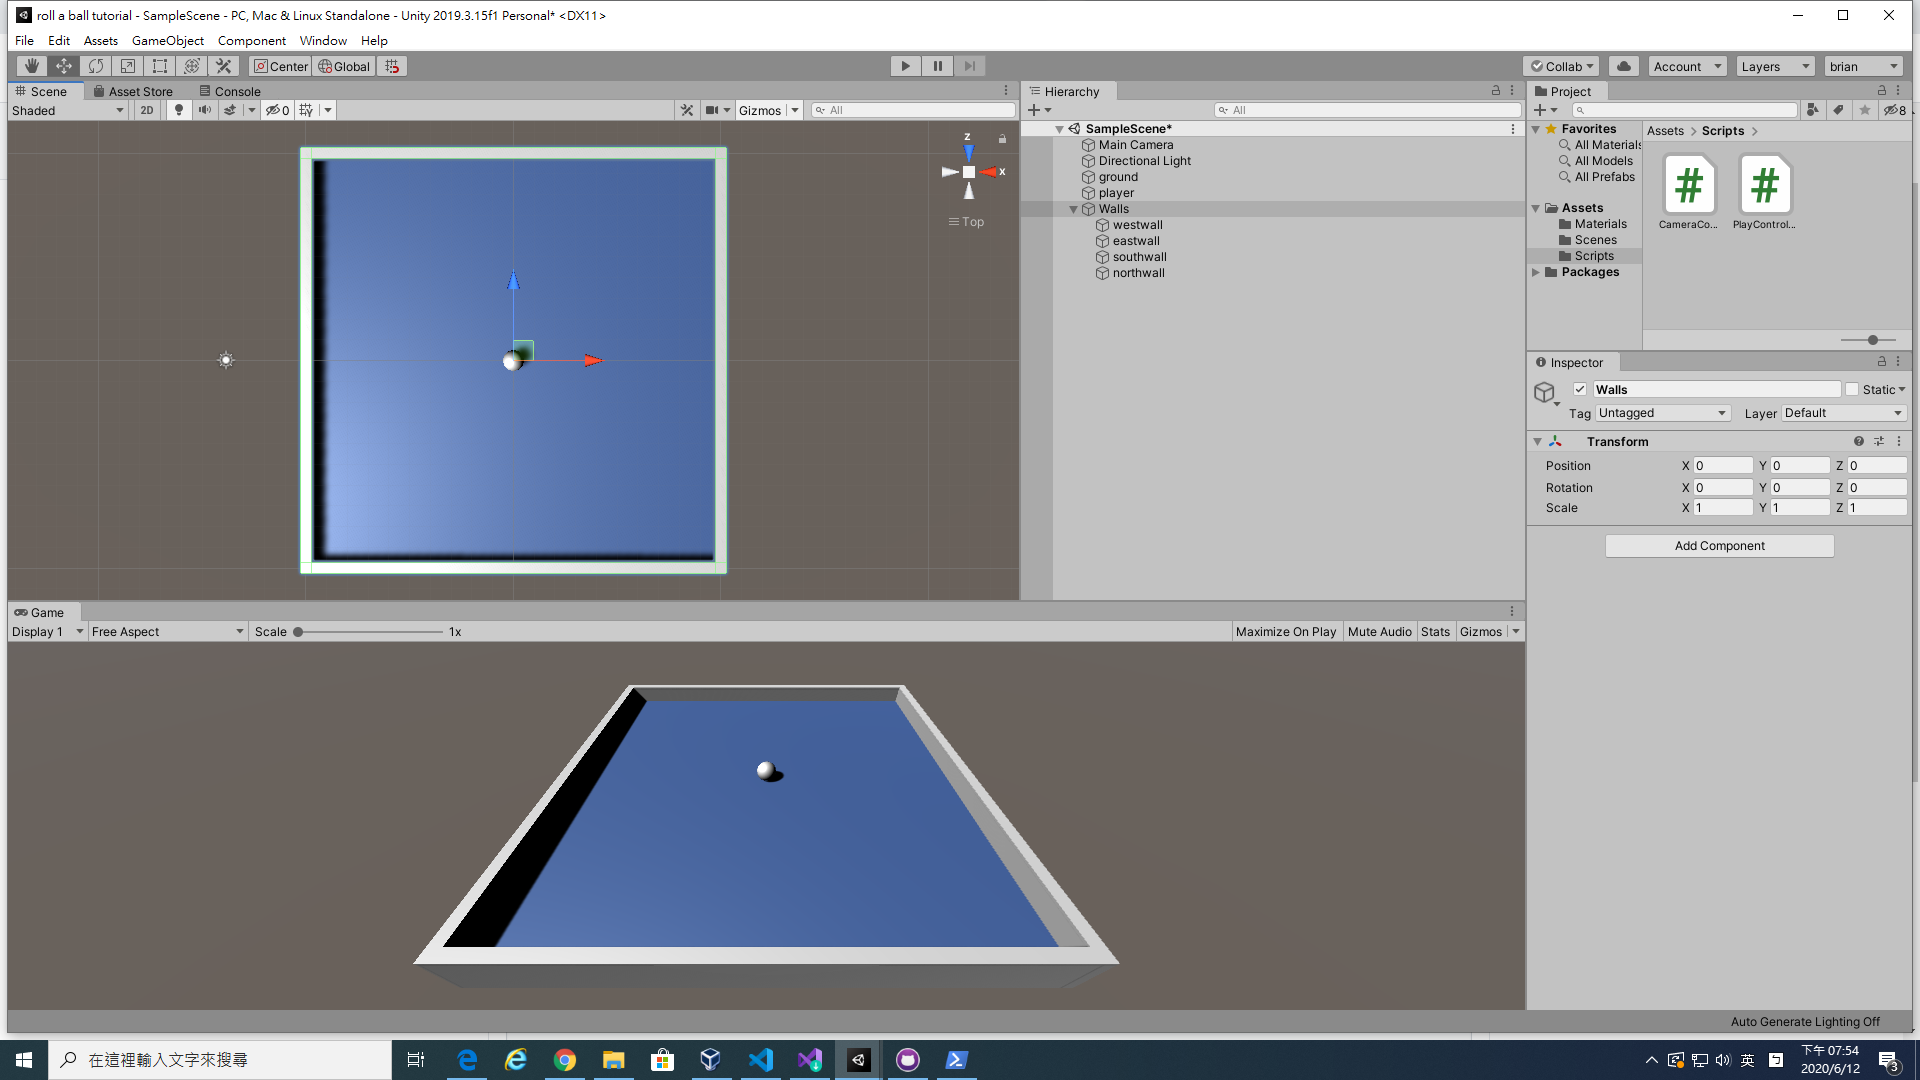 roll a ball tutorial - SampleScene - PC, Mac & Linux Standalone - Unity 2019.3.15f1 Personal* <DX11>
File Edit Assets GameObject Component Window Help
Center Global Collab Account Layers brian
Scene Asset Store Console
Shaded 2D 0 Gizmos All
z
x
Top
Hierarchy
All
SampleScene*
Main Camera
Directional Light
ground
player
Walls
westwall
eastwall
southwall
northwall
Project
8
Favorites
All Materials
All Models
All Prefabs
Assets
Materials
Scenes
Scripts
Packages
Assets > Scripts >
# #
CameraCo... PlayControl...
Inspector
Walls Static
Tag Untagged Layer Default
Transform
Position X 0 Y 0 Z 0
Rotation X 0 Y 0 Z 0
Scale X 1 Y 1 Z 1
Add Component
Game
Display 1 Free Aspect Scale 1x Maximize On Play Mute Audio Stats Gizmos
Auto Generate Lighting Off
在這裡輸入文字來搜尋
英
下午 07:54
2020/6/12
3